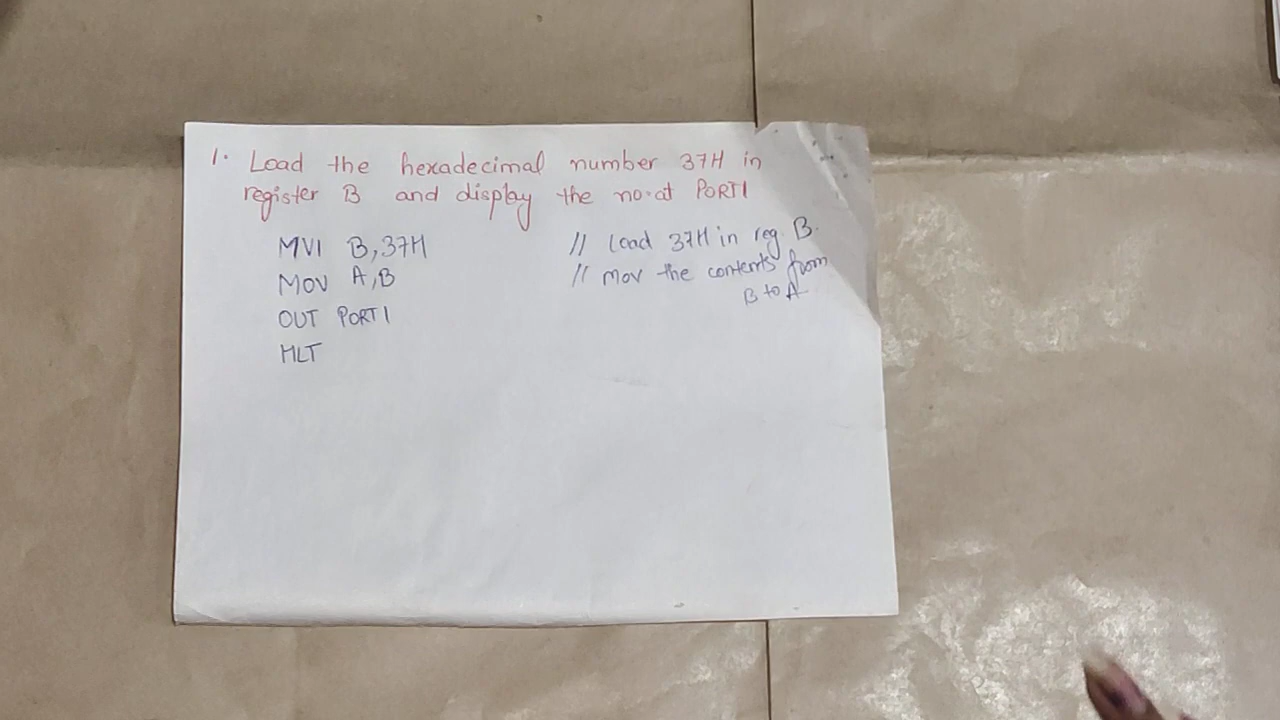 1. Load the hexadecimal number 37H in
register B and display the no. at PORT1
MVI B, 37H // load 37H in reg. B.
MOV A, B // mov the contents from
B to A
OUT PORT1
HLT